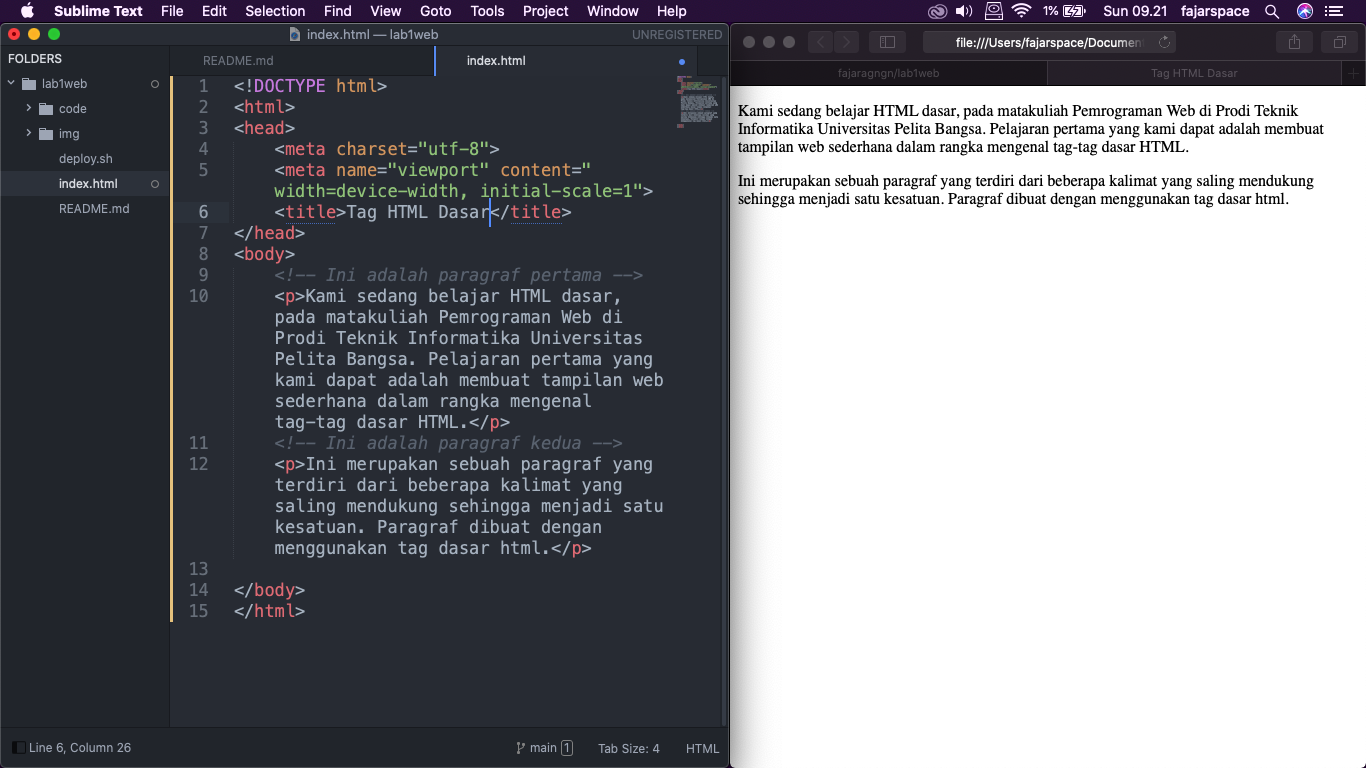 Sublime Text File Edit Selection Find View Goto Tools Project Window Help 1% Sun 09.21 fajarspace
index.html — lab1web UNREGISTERED
FOLDERS
lab1web
code
img
deploy.sh
index.html
README.md
README.md index.html
1 <!DOCTYPE html>
2 <html>
3 <head>
4 <meta charset="utf-8">
5 <meta name="viewport" content="
width=device-width, initial-scale=1">
6 <title>Tag HTML Dasar</title>
7 </head>
8 <body>
9 <!-- Ini adalah paragraf pertama -->
10 <p>Kami sedang belajar HTML dasar,
pada matakuliah Pemrograman Web di
Prodi Teknik Informatika Universitas
Pelita Bangsa. Pelajaran pertama yang
kami dapat adalah membuat tampilan web
sederhana dalam rangka mengenal
tag-tag dasar HTML.</p>
11 <!-- Ini adalah paragraf kedua -->
12 <p>Ini merupakan sebuah paragraf yang
terdiri dari beberapa kalimat yang
saling mendukung sehingga menjadi satu
kesatuan. Paragraf dibuat dengan
menggunakan tag dasar html.</p>
13
14 </body>
15 </html>
Line 6, Column 26 main 1 Tab Size: 4 HTML
file:///Users/fajarspace/Documen
fajaragngn/lab1web Tag HTML Dasar
Kami sedang belajar HTML dasar, pada matakuliah Pemrograman Web di Prodi Teknik
Informatika Universitas Pelita Bangsa. Pelajaran pertama yang kami dapat adalah membuat
tampilan web sederhana dalam rangka mengenal tag-tag dasar HTML.
Ini merupakan sebuah paragraf yang terdiri dari beberapa kalimat yang saling mendukung
sehingga menjadi satu kesatuan. Paragraf dibuat dengan menggunakan tag dasar html.